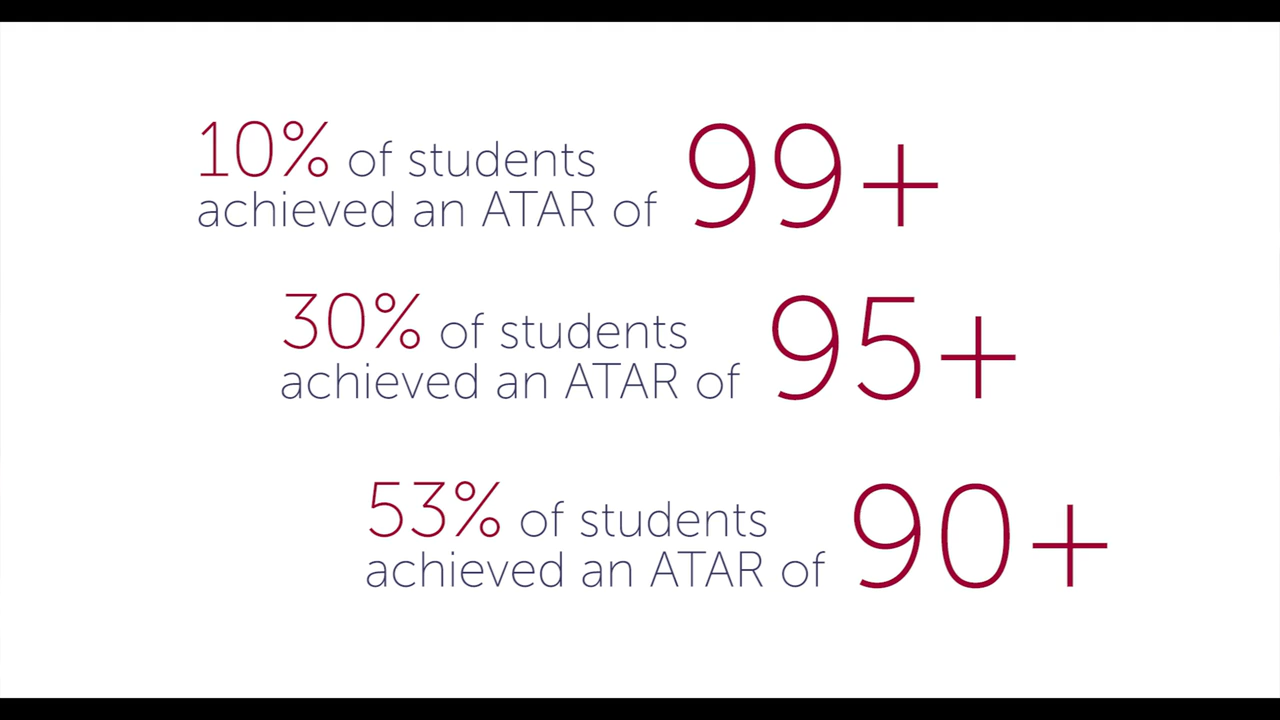 10% of students
achieved an ATAR of 99+
30% of students
achieved an ATAR of 95+
53% of students
achieved an ATAR of 90+